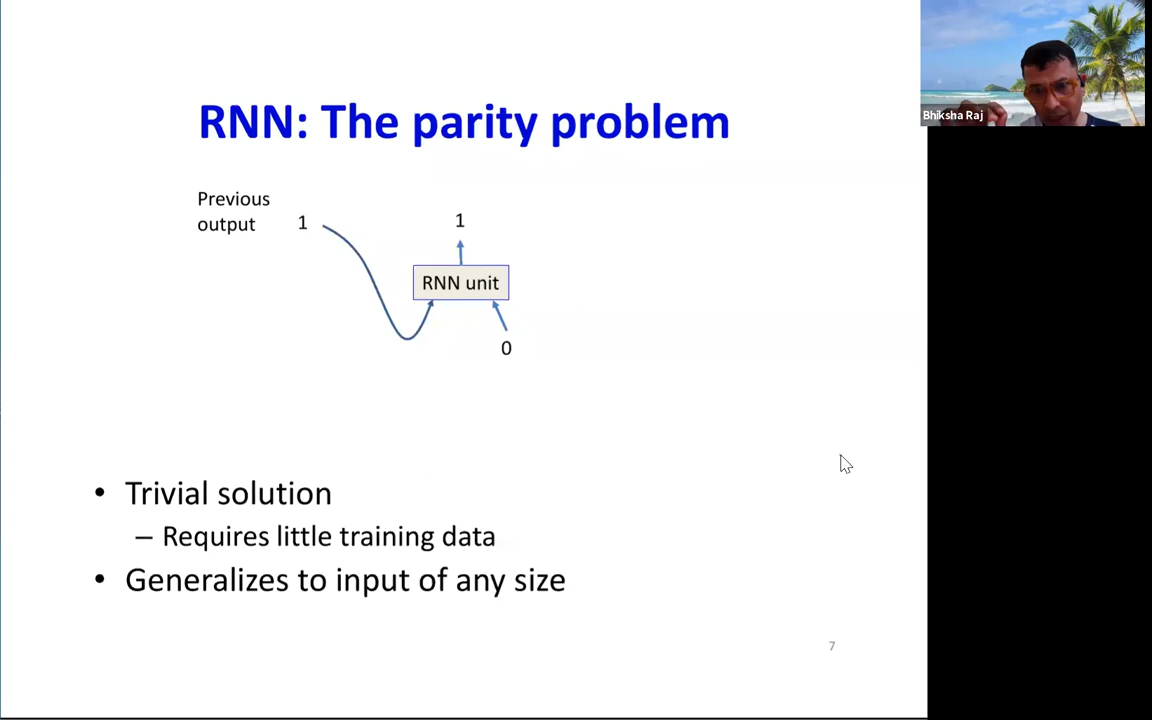 RNN: The parity problem
Previous
output
1
1
RNN unit
0
• Trivial solution
– Requires little training data
• Generalizes to input of any size
7
Bhiksha Raj